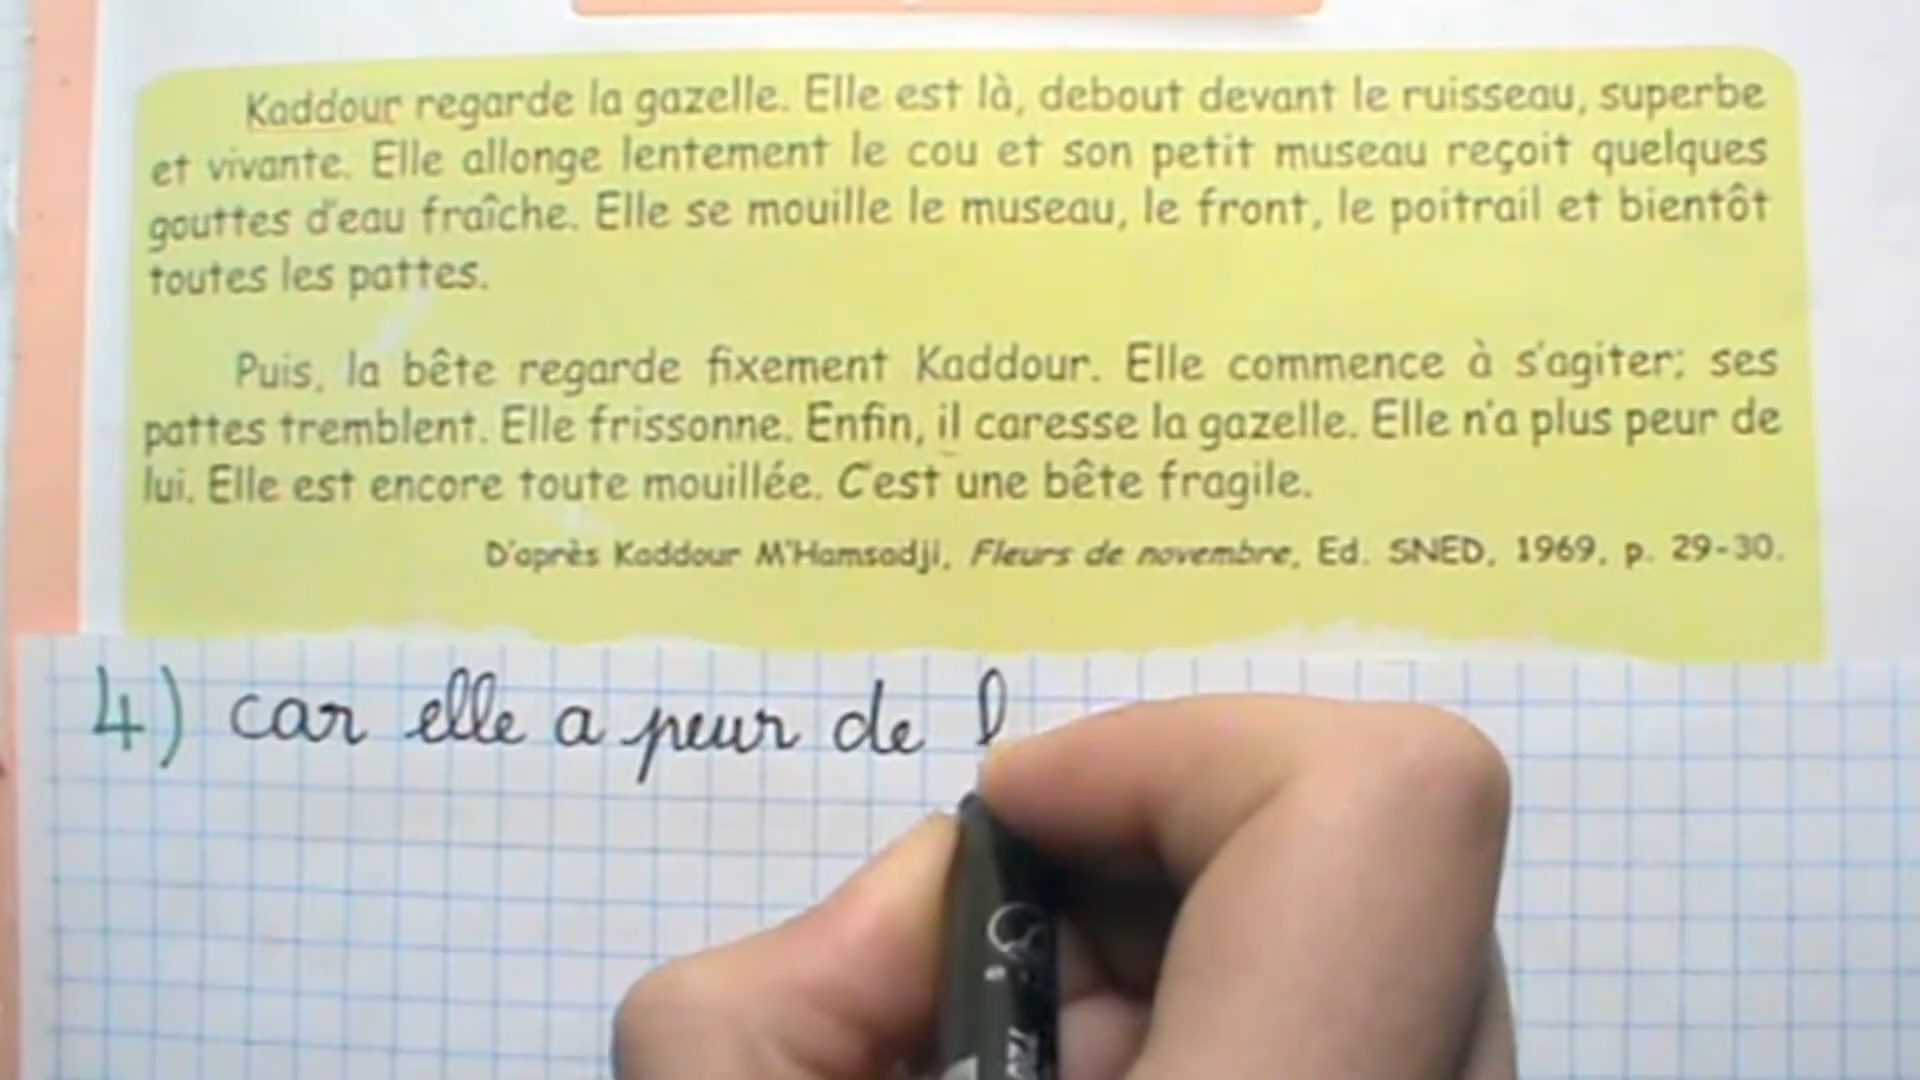 Kaddour regarde la gazelle. Elle est là, debout devant le ruisseau, superbe
et vivante. Elle allonge lentement le cou et son petit museau reçoit quelques
gouttes d'eau fraîche. Elle se mouille le museau, le front, le poitrail et bientôt
toutes les pattes.
Puis, la bête regarde fixement Kaddour. Elle commence à s'agiter; ses
pattes tremblent. Elle frissonne. Enfin, il caresse la gazelle. Elle n'a plus peur de
lui. Elle est encore toute mouillée. C'est une bête fragile.
D'après Kaddour M'Hamsadji, Fleurs de novembre, Ed. SNED, 1969, p. 29-30.
4) car elle a peur de l